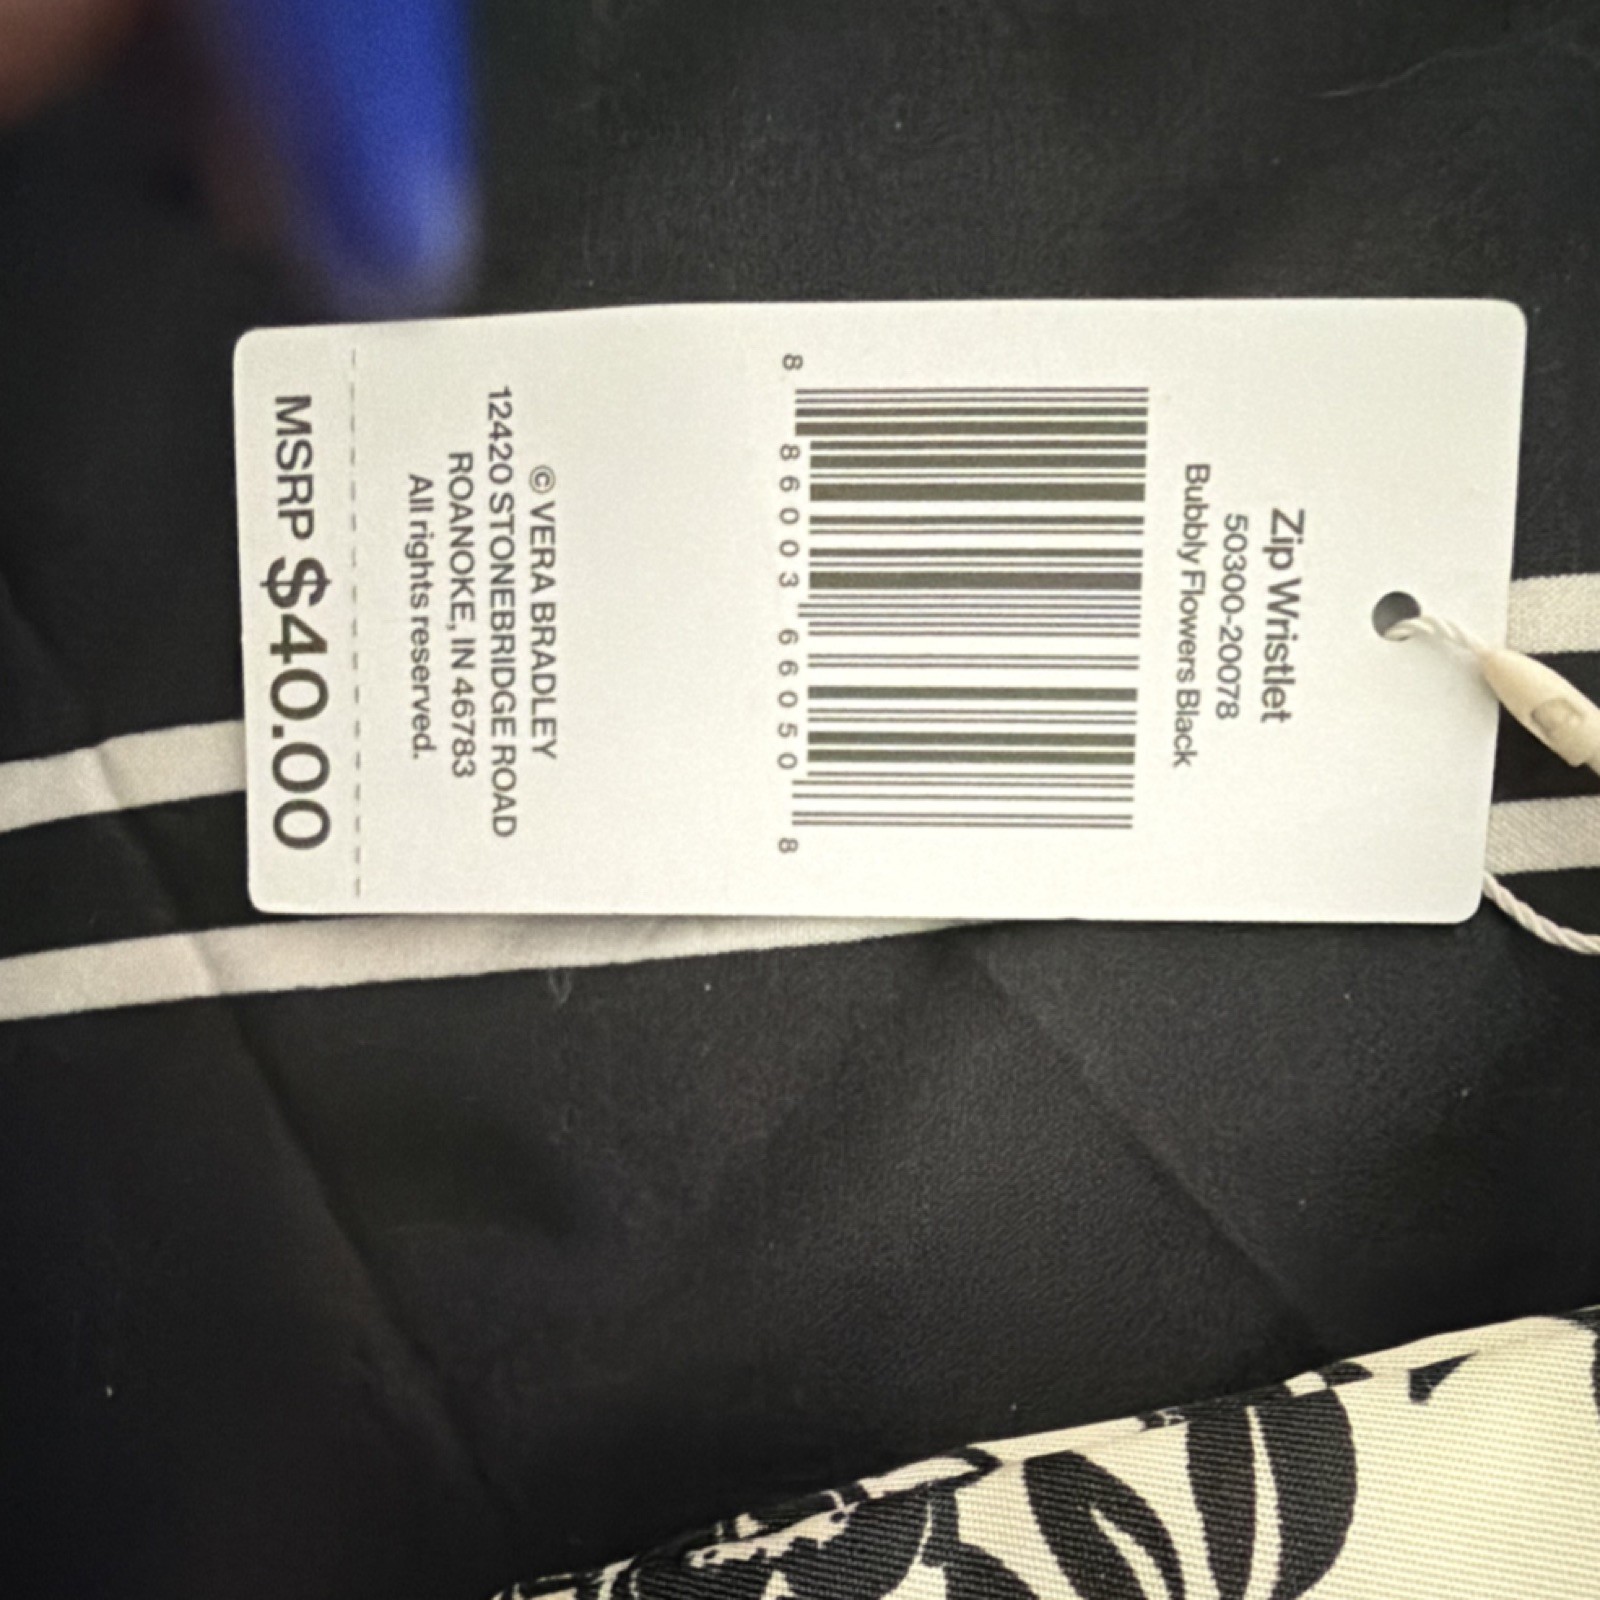 Zip Wristlet
50300-20078
Bubbly Flowers Black
8 86003 66050 8
© VERA BRADLEY
12420 STONEBRIDGE ROAD
ROANOKE, IN 46783
All rights reserved.
MSRP $40.00